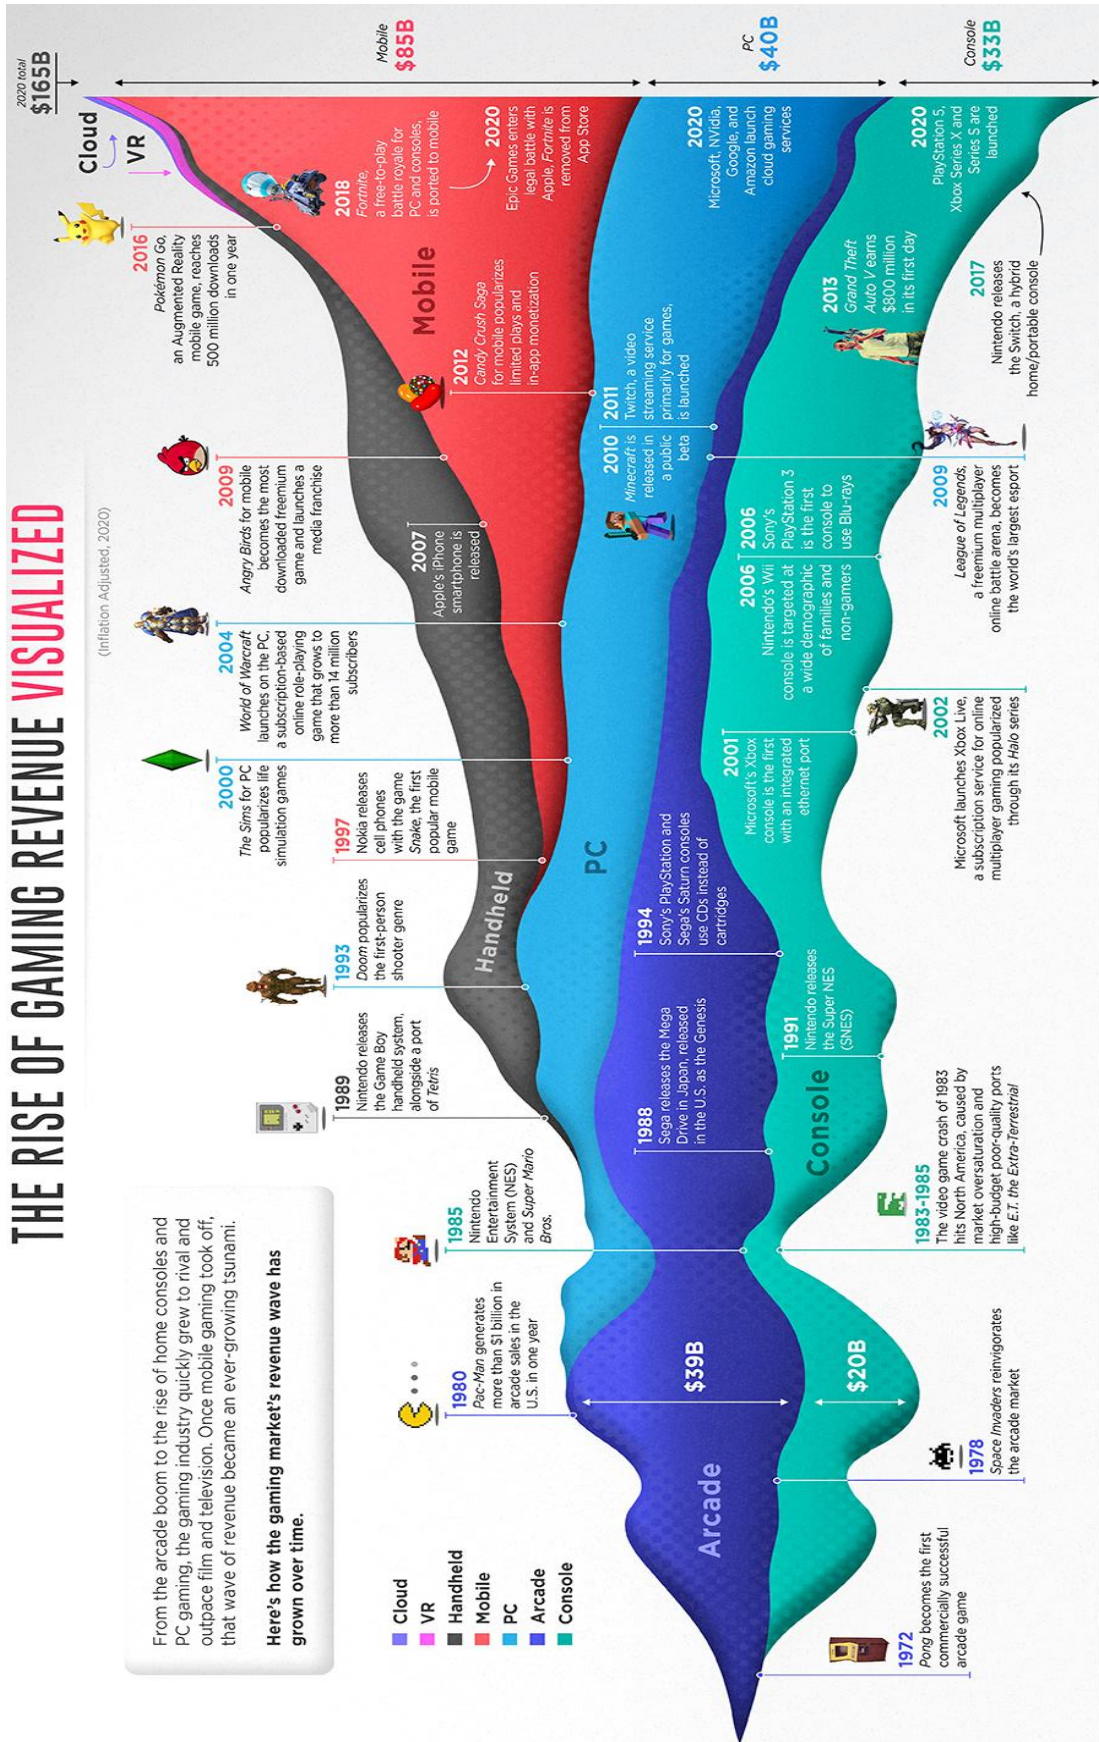 THE RISE OF GAMING REVENUE VISUALIZED
(Inflation Adjusted, 2020)
From the arcade boom to the rise of home consoles and
PC gaming, the gaming industry quickly grew to rival and
outpace film and television. Once mobile gaming took off,
that wave of revenue became an ever-growing tsunami.
Here's how the gaming market's revenue wave has
grown over time.
Cloud
VR
Handheld
Mobile
PC
Arcade
Console
1980
Pac-Man generates
more than $1 billion in
arcade sales in the
U.S. in one year
1985
Nintendo
Entertainment
System (NES)
and Super Mario
Bros.
1989
Nintendo releases
the Game Boy
handheld system,
alongside a port
of Tetris
1993
Doom popularizes
the first-person
shooter genre
1997
Nokia releases
cell phones
with the game
Snake, the first
popular mobile
game
2000
The Sims for PC
popularizes life
simulation games
2004
World of Warcraft
launches on the PC,
a subscription-based
online role-playing
game that grows to
more than 14 million
subscribers
2009
Angry Birds for mobile
becomes the most
downloaded freemium
game and launches a
media franchise
2016
Pokémon Go,
an Augmented Reality
mobile game, reaches
500 million downloads
in one year
Cloud
VR
2020 total
$165B
Mobile
$85B
PC
$40B
Console
$33B
2018
Fortnite,
a free-to-play
battle royale for
PC and consoles,
is ported to mobile
2020
Epic Games enters
legal battle with
Apple, Fortnite is
removed from
App Store
Mobile
2012
Candy Crush Saga
for mobile popularizes
limited plays and
in-app monetization
2007
Apple's iPhone
smartphone is
released
Handheld
PC
2010
Minecraft is
released in
a public
beta
2011
Twitch, a video
streaming service
primarily for games,
is launched
2020
Microsoft, NVidia,
Google, and
Amazon launch
cloud gaming
services
Arcade
$39B
1988
Sega releases the Mega
Drive in Japan, released
in the U.S. as the Genesis
1994
Sony's PlayStation and
Sega's Saturn consoles
use CDs instead of
cartridges
$20B
Console
1991
Nintendo releases
the Super NES
(SNES)
2001
Microsoft's Xbox
console is the first
with an integrated
ethernet port
2006
Nintendo's Wii
console is targeted at
a wide demographic
of families and
non-gamers
2006
Sony's
PlayStation 3
is the first
console to
use Blu-rays
2013
Grand Theft
Auto V earns
$800 million
in its first day
2020
PlayStation 5,
Xbox Series X and
Series S are
launched
1972
Pong becomes the first
commercially successful
arcade game
1978
Space Invaders reinvigorates
the arcade market
1983-1985
The video game crash of 1983
hits North America, caused by
market oversaturation and
high-budget poor-quality ports
like E.T. the Extra-Terrestrial
2002
Microsoft launches Xbox Live,
a subscription service for online
multiplayer gaming popularized
through its Halo series
2009
League of Legends,
a freemium multiplayer
online battle arena, becomes
the world's largest esport
2017
Nintendo releases
the Switch, a hybrid
home/portable console